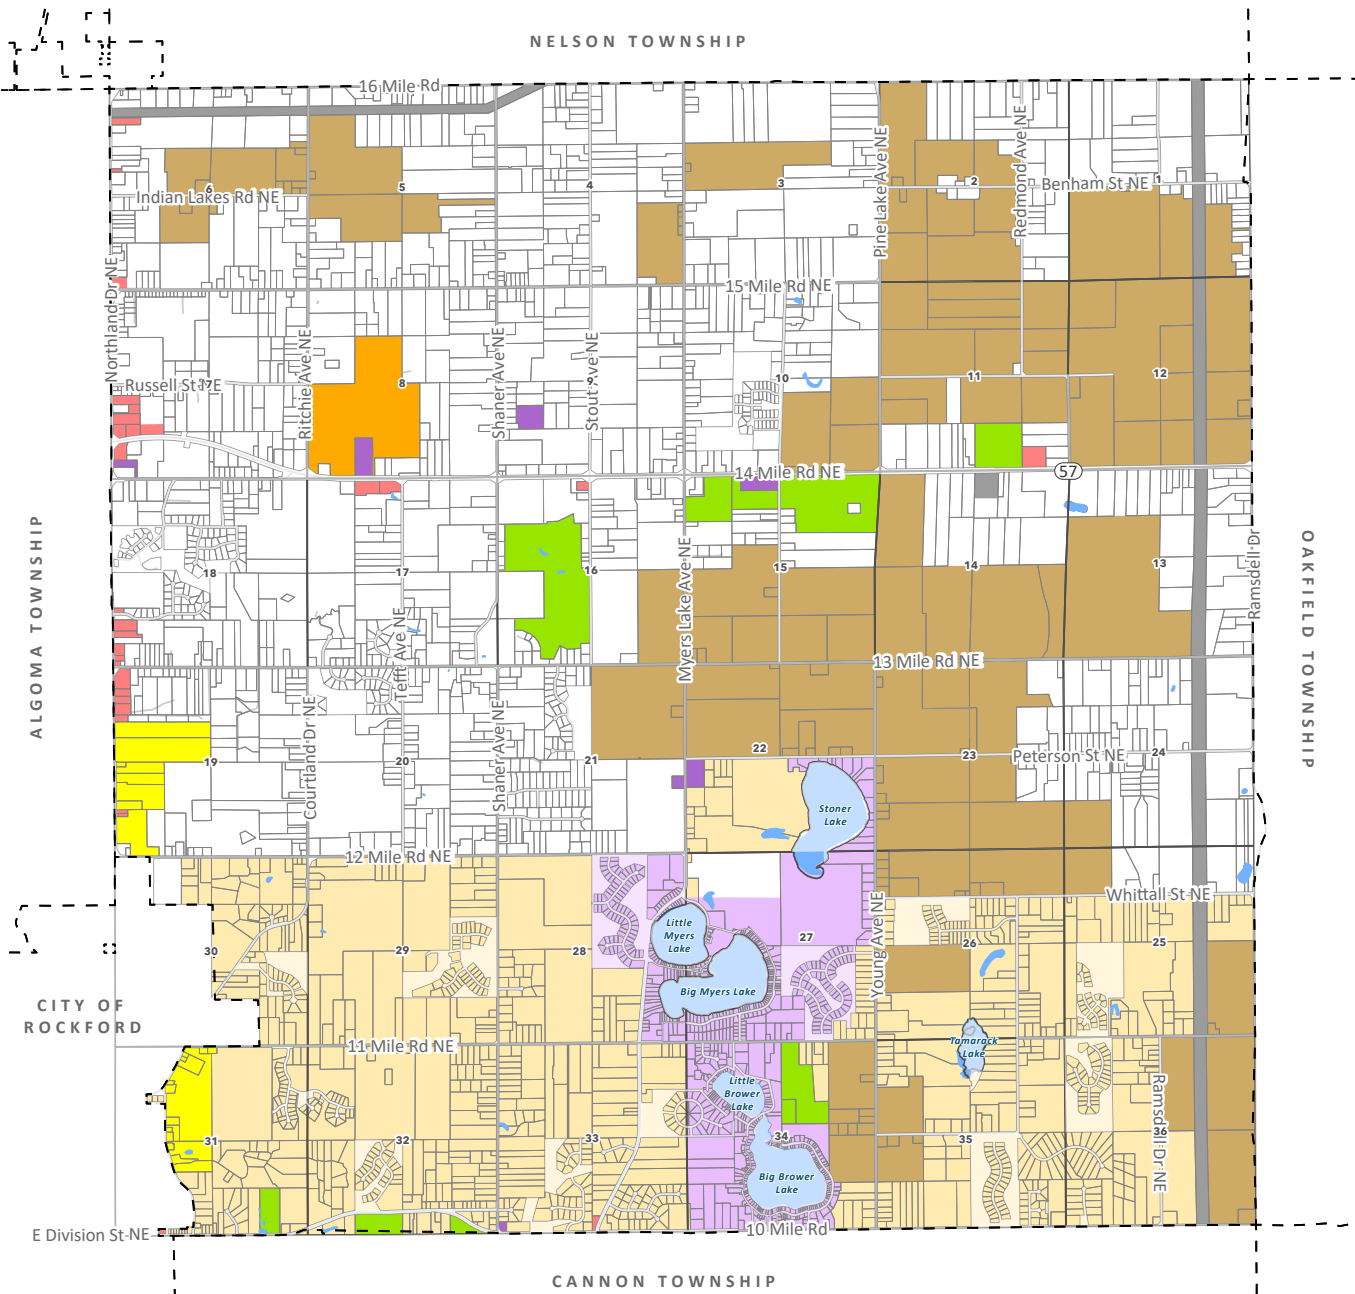 NELSON TOWNSHIP
16 Mile Rd
Pine Lake Ave NE
Redmond Ave NE
6
5
4
3
2
1
Indian Lakes Rd NE
Benham St NE
Northland Dr NE
15 Mile Rd NE
Ritchie Ave NE
Shaner Ave NE
Stout Ave NE
Russell St NE
7
8
9
10
11
12
14 Mile Rd NE
57
ALGOMA TOWNSHIP
OAKFIELD TOWNSHIP
Ramsdell Dr
18
17
16
15
14
13
Tefft Ave NE
Myers Lake Ave NE
13 Mile Rd NE
Courtland Dr NE
Shaner Ave NE
19
20
21
22
23
24
Peterson St NE
Stoner
Lake
12 Mile Rd NE
Whittall St NE
Young Ave NE
Little
Myers
Lake
30
29
28
27
26
25
Big Myers Lake
CITY OF
ROCKFORD
11 Mile Rd NE
Tamarack
Lake
Little
Brower
Lake
Ramsdell Dr NE
31
32
33
34
35
36
Big Brower
Lake
E Division St NE
10 Mile Rd
CANNON TOWNSHIP